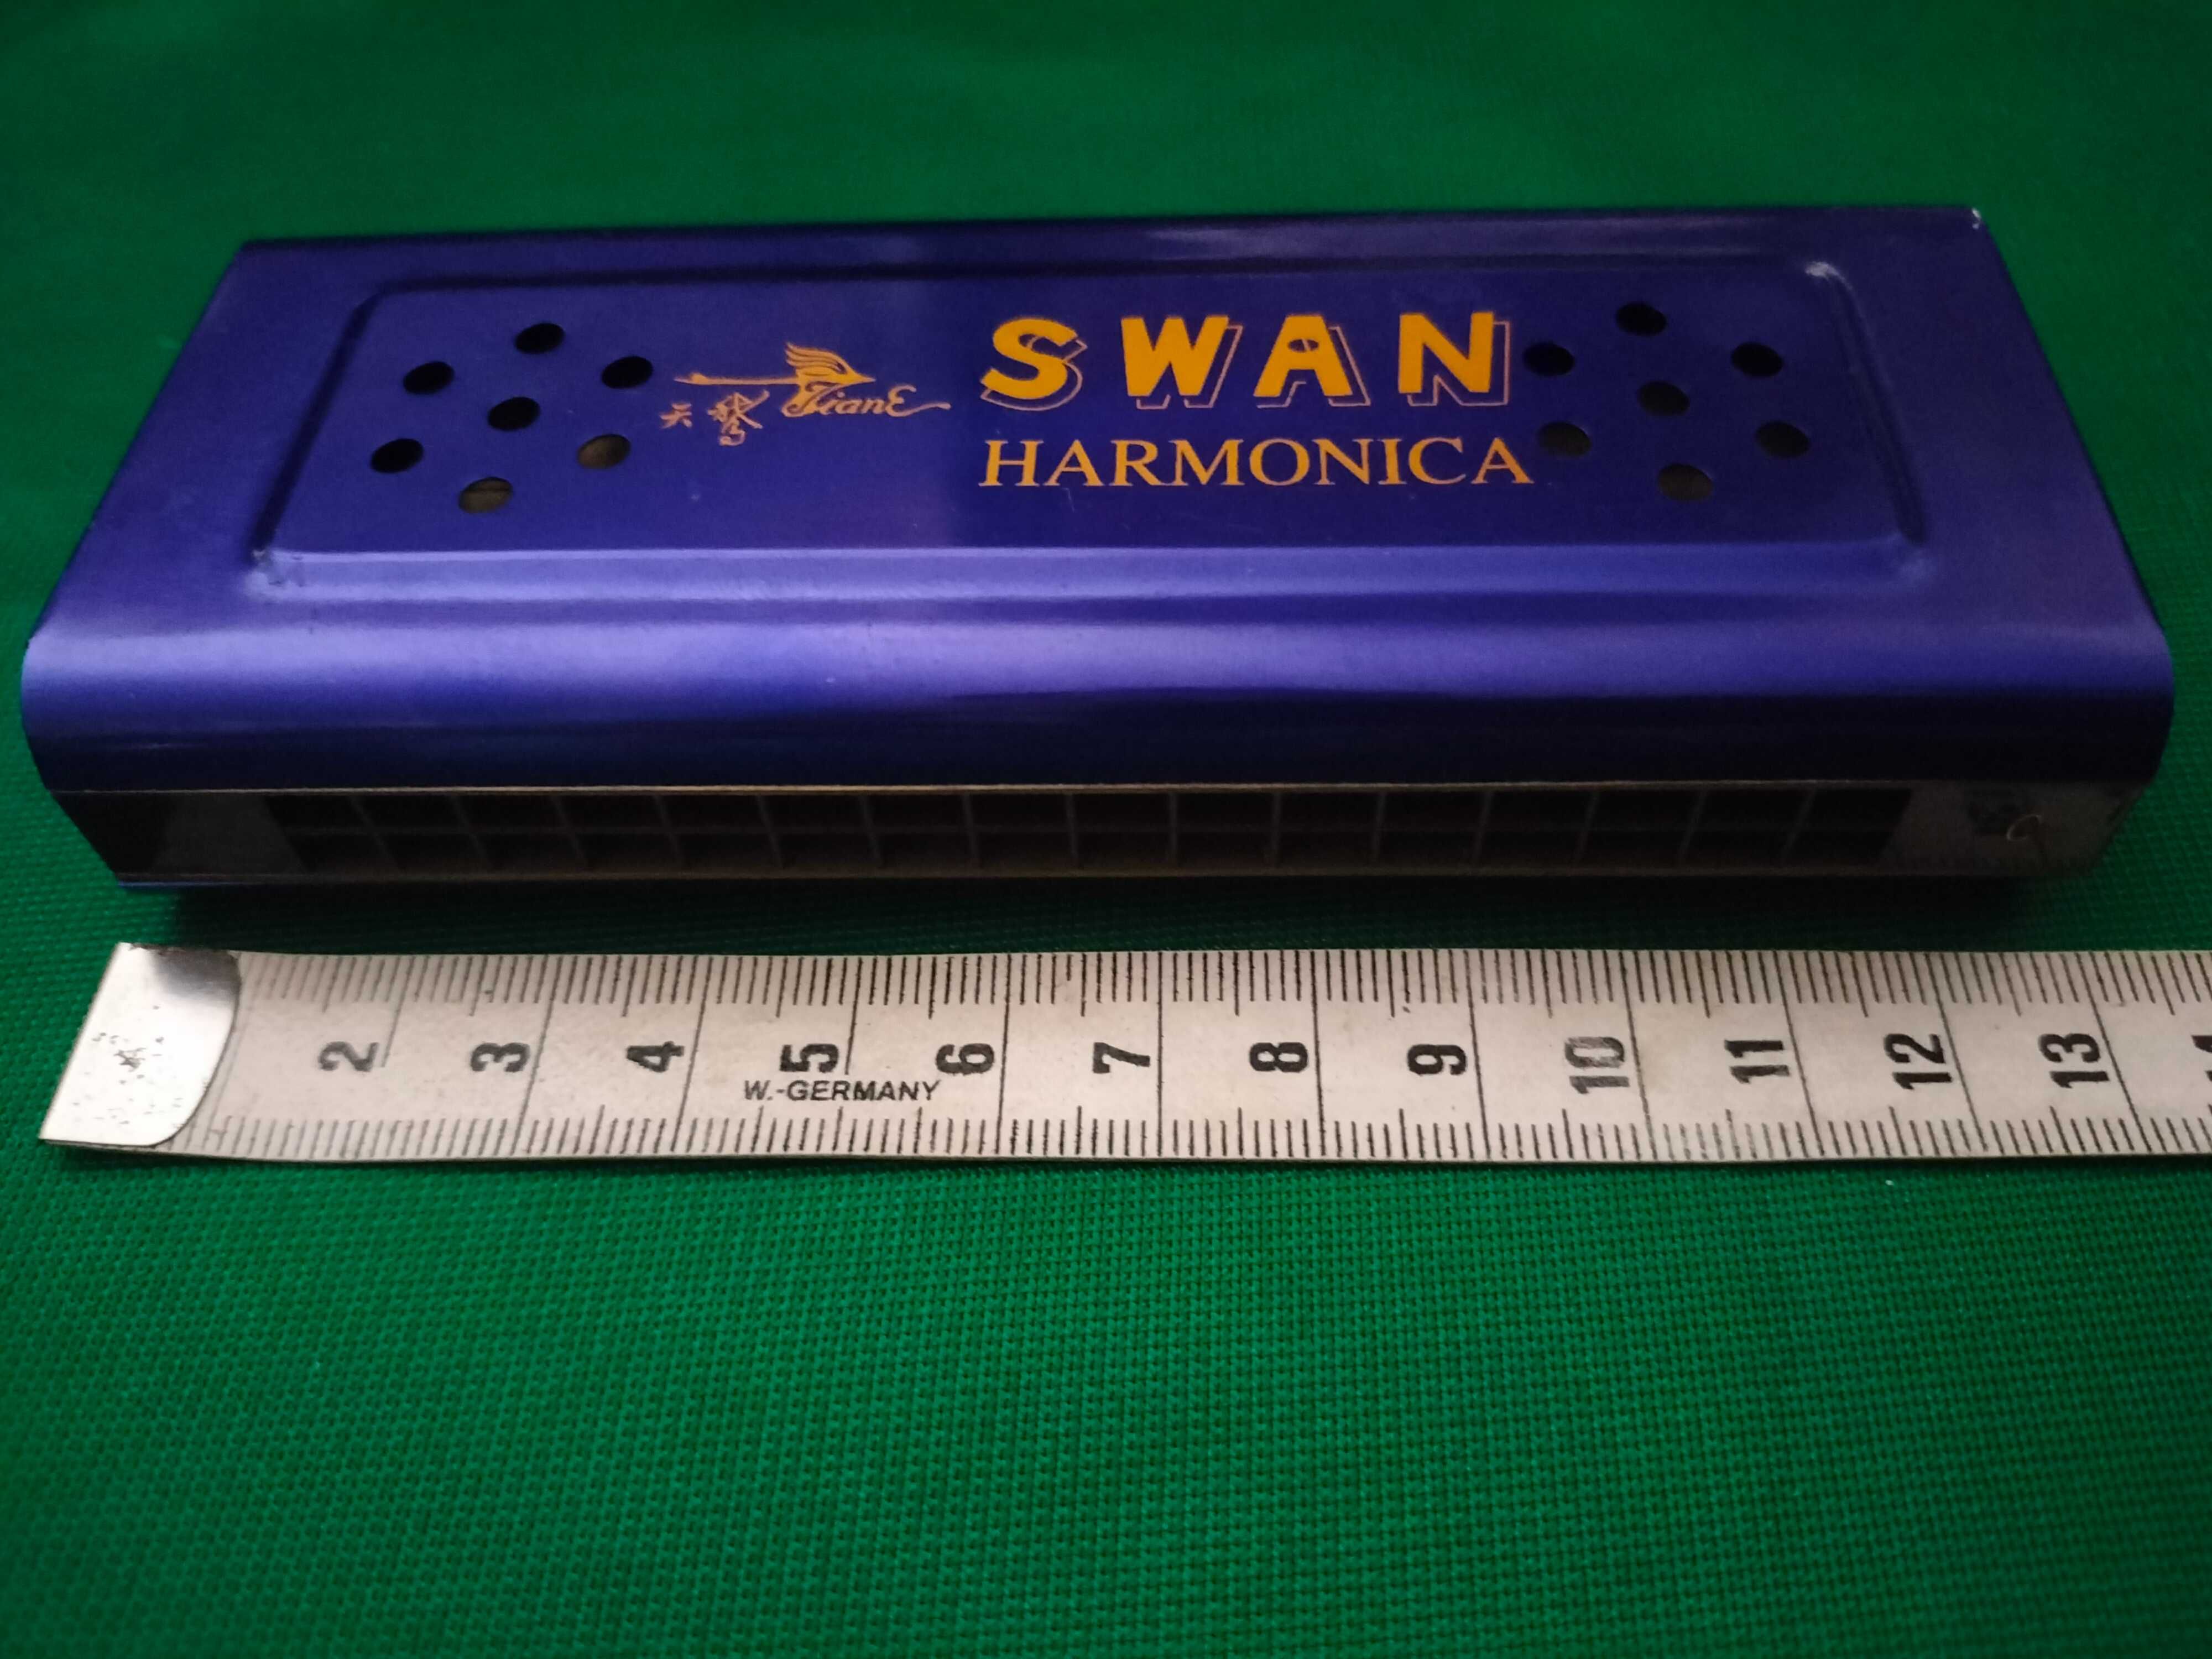 SWAN
天鹅 TianE
HARMONICA
C
2 3 4 5 6 7 8 9 10 11 12 13
W.-GERMANY